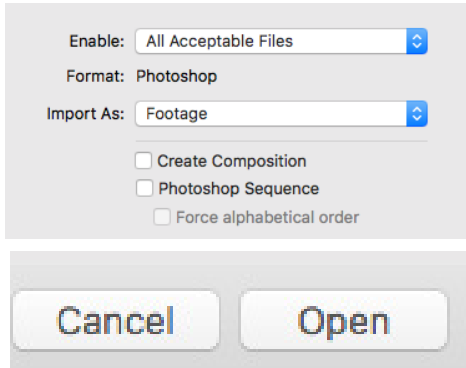 Enable: All Acceptable Files
Format: Photoshop
Import As: Footage
Create Composition
Photoshop Sequence
Force alphabetical order
Cancel Open